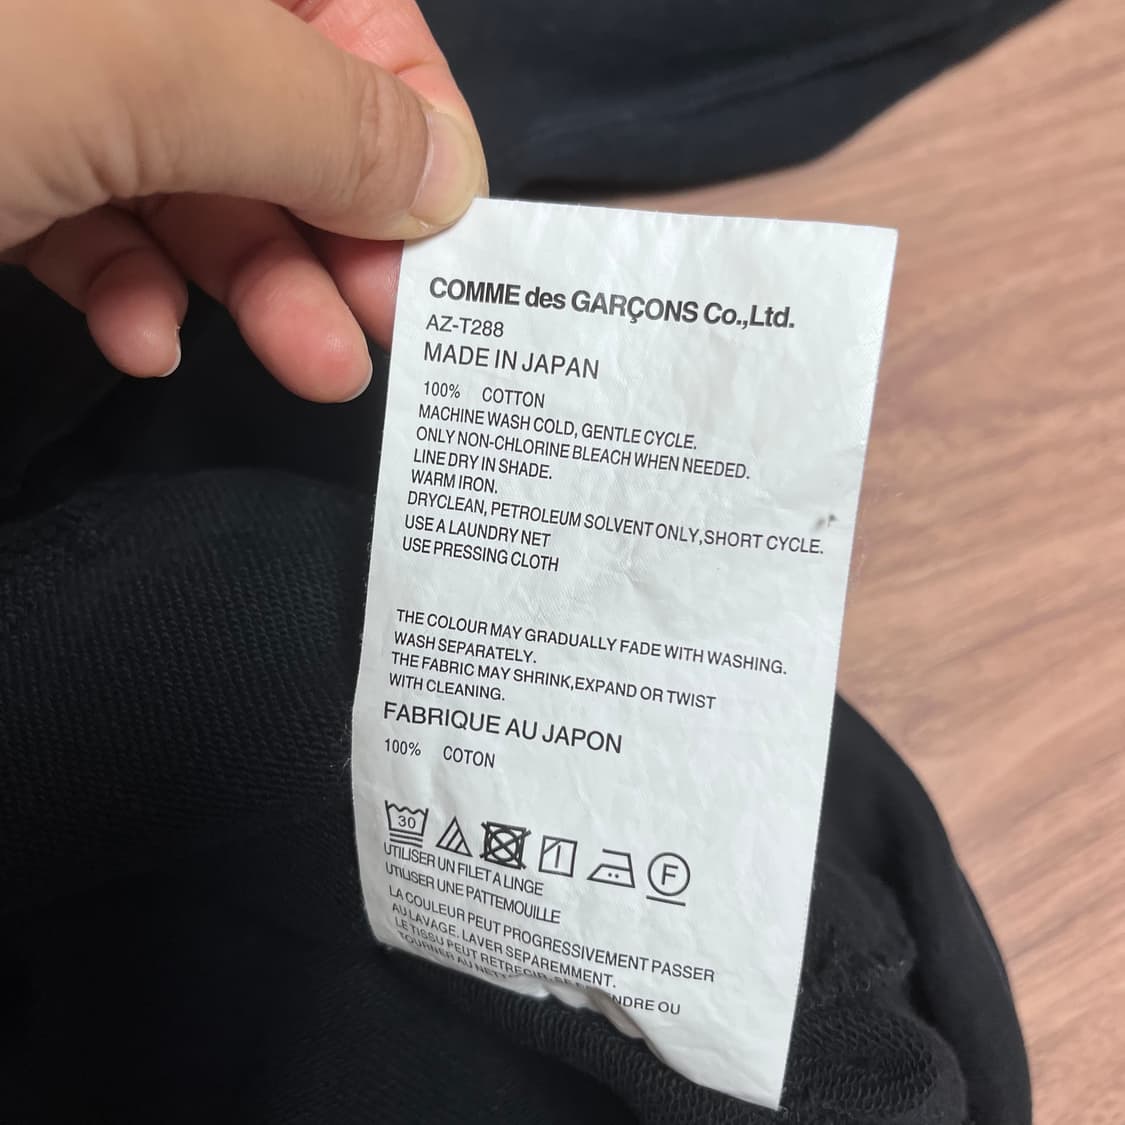 COMME des GARÇONS Co.,Ltd.
AZ-T288
MADE IN JAPAN
100% COTTON
MACHINE WASH COLD, GENTLE CYCLE.
ONLY NON-CHLORINE BLEACH WHEN NEEDED.
LINE DRY IN SHADE.
WARM IRON.
DRYCLEAN, PETROLEUM SOLVENT ONLY,SHORT CYCLE.
USE A LAUNDRY NET
USE PRESSING CLOTH
THE COLOUR MAY GRADUALLY FADE WITH WASHING.
WASH SEPARATELY.
THE FABRIC MAY SHRINK,EXPAND OR TWIST
WITH CLEANING.
FABRIQUE AU JAPON
100% COTON
30 F
UTILISER UN FILET A LINGE
UTILISER UNE PATTEMOUILLE
LA COULEUR PEUT PROGRESSIVEMENT PASSER
AU LAVAGE. LAVER SEPAREMMENT.
LE TISSU PEUT RETRECIR, OU
TOURNER AU